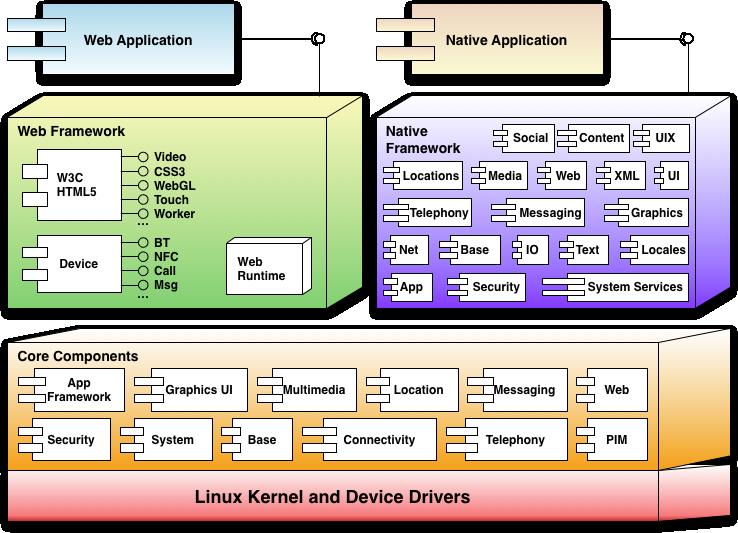 Web Application
Native Application
Web Framework
W3C
HTML5
Video
CSS3
WebGL
Touch
Worker
...
Device
BT
NFC
Call
Msg
...
Web
Runtime
Native
Framework
Social
Content
UIX
Locations
Media
Web
XML
UI
Telephony
Messaging
Graphics
Net
Base
IO
Text
Locales
App
Security
System Services
Core Components
App
Framework
Graphics UI
Multimedia
Location
Messaging
Web
Security
System
Base
Connectivity
Telephony
PIM
Linux Kernel and Device Drivers